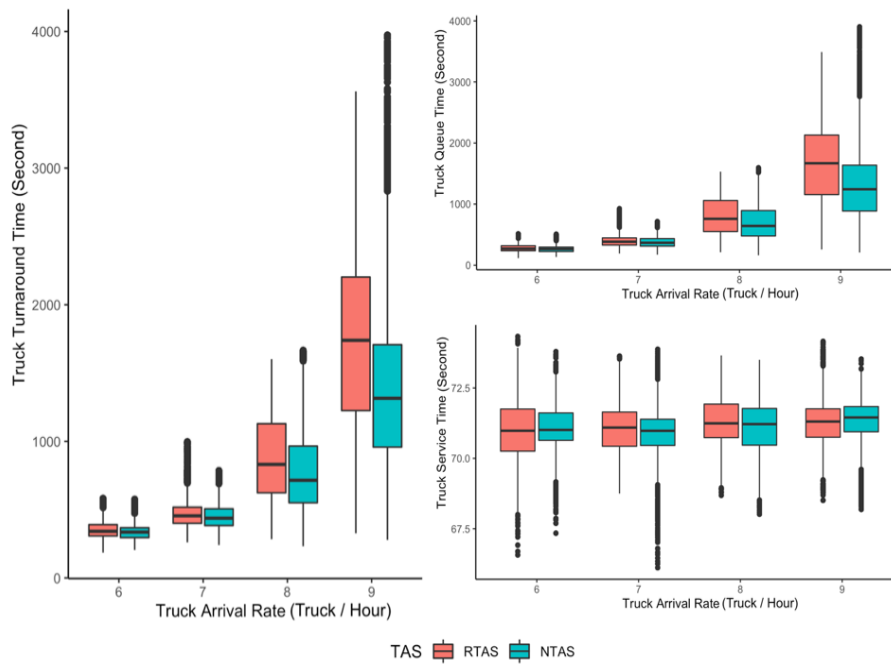 Truck Turnaround Time (Second)
4000
3000
2000
1000
0
6 7 8 9
Truck Arrival Rate (Truck / Hour)
Truck Queue Time (Second)
4000
3000
2000
1000
0
6 7 8 9
Truck Arrival Rate (Truck / Hour)
Truck Service Time (Second)
72.5
70.0
67.5
6 7 8 9
Truck Arrival Rate (Truck / Hour)
TAS RTAS NTAS